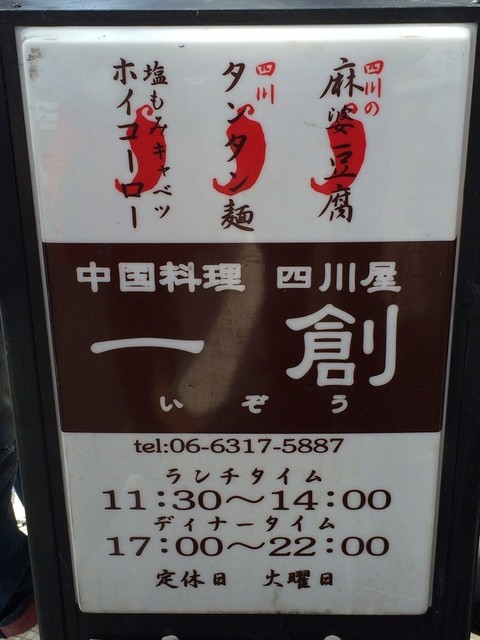 四川の
麻婆豆腐
四川
タンタン麺
塩もみキャベツ
ホイコーロー
中国料理 四川屋
一創
いぞう
tel:06-6317-5887
ランチタイム
11:30～14:00
ディナータイム
17:00～22:00
定休日 火曜日